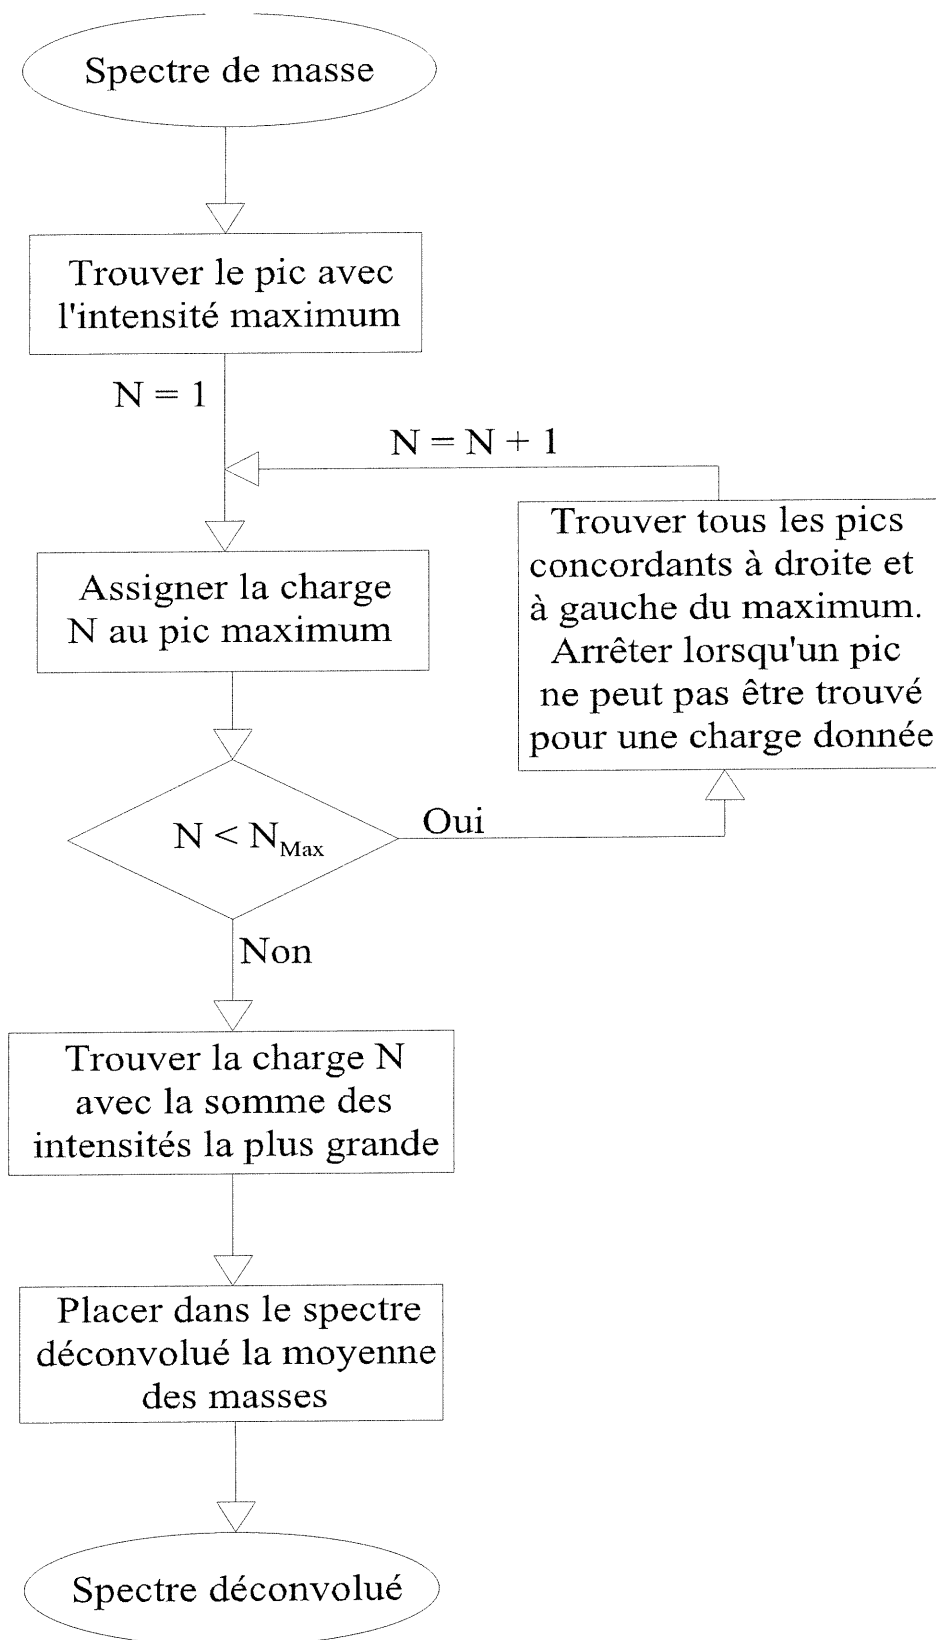 Spectre de masse
Trouver le pic avec
l'intensité maximum
N = 1
N = N + 1
Trouver tous les pics
concordants à droite et
à gauche du maximum.
Arrêter lorsqu'un pic
ne peut pas être trouvé
pour une charge donnée
Assigner la charge
N au pic maximum
N < N_Max
Oui
Non
Trouver la charge N
avec la somme des
intensités la plus grande
Placer dans le spectre
déconvolué la moyenne
des masses
Spectre déconvolué